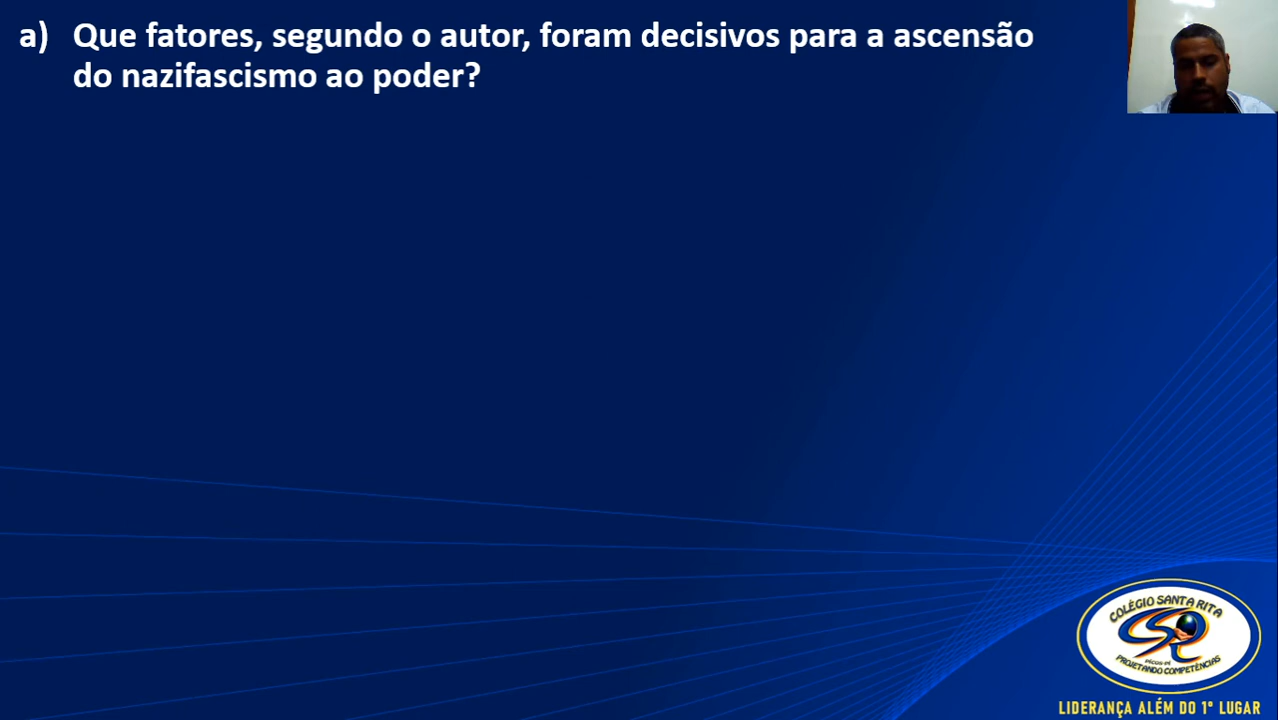 a) Que fatores, segundo o autor, foram decisivos para a ascensão
do nazifascismo ao poder?
COLÉGIO SANTA RITA
PROJETANDO COMPETÊNCIAS
LIDERANÇA ALÉM DO 1º LUGAR